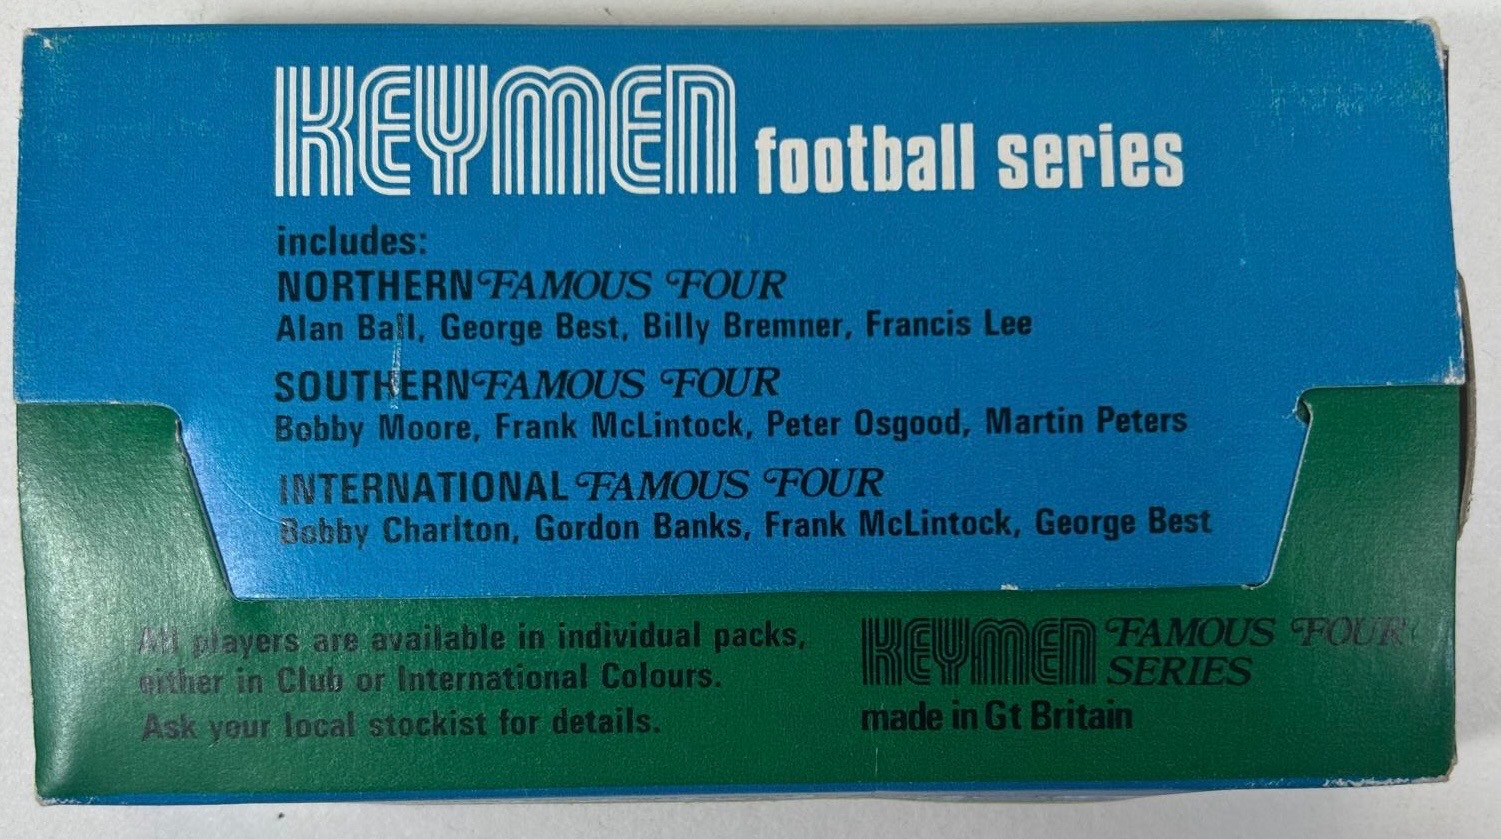 KEYMEN football series
includes:
NORTHERN FAMOUS FOUR
Alan Ball, George Best, Billy Bremner, Francis Lee
SOUTHERN FAMOUS FOUR
Bobby Moore, Frank McLintock, Peter Osgood, Martin Peters
INTERNATIONAL FAMOUS FOUR
Bobby Charlton, Gordon Banks, Frank McLintock, George Best
All players are available in individual packs,
either in Club or International Colours.
Ask your local stockist for details.
KEYMEN FAMOUS FOUR
SERIES
made in Gt Britain